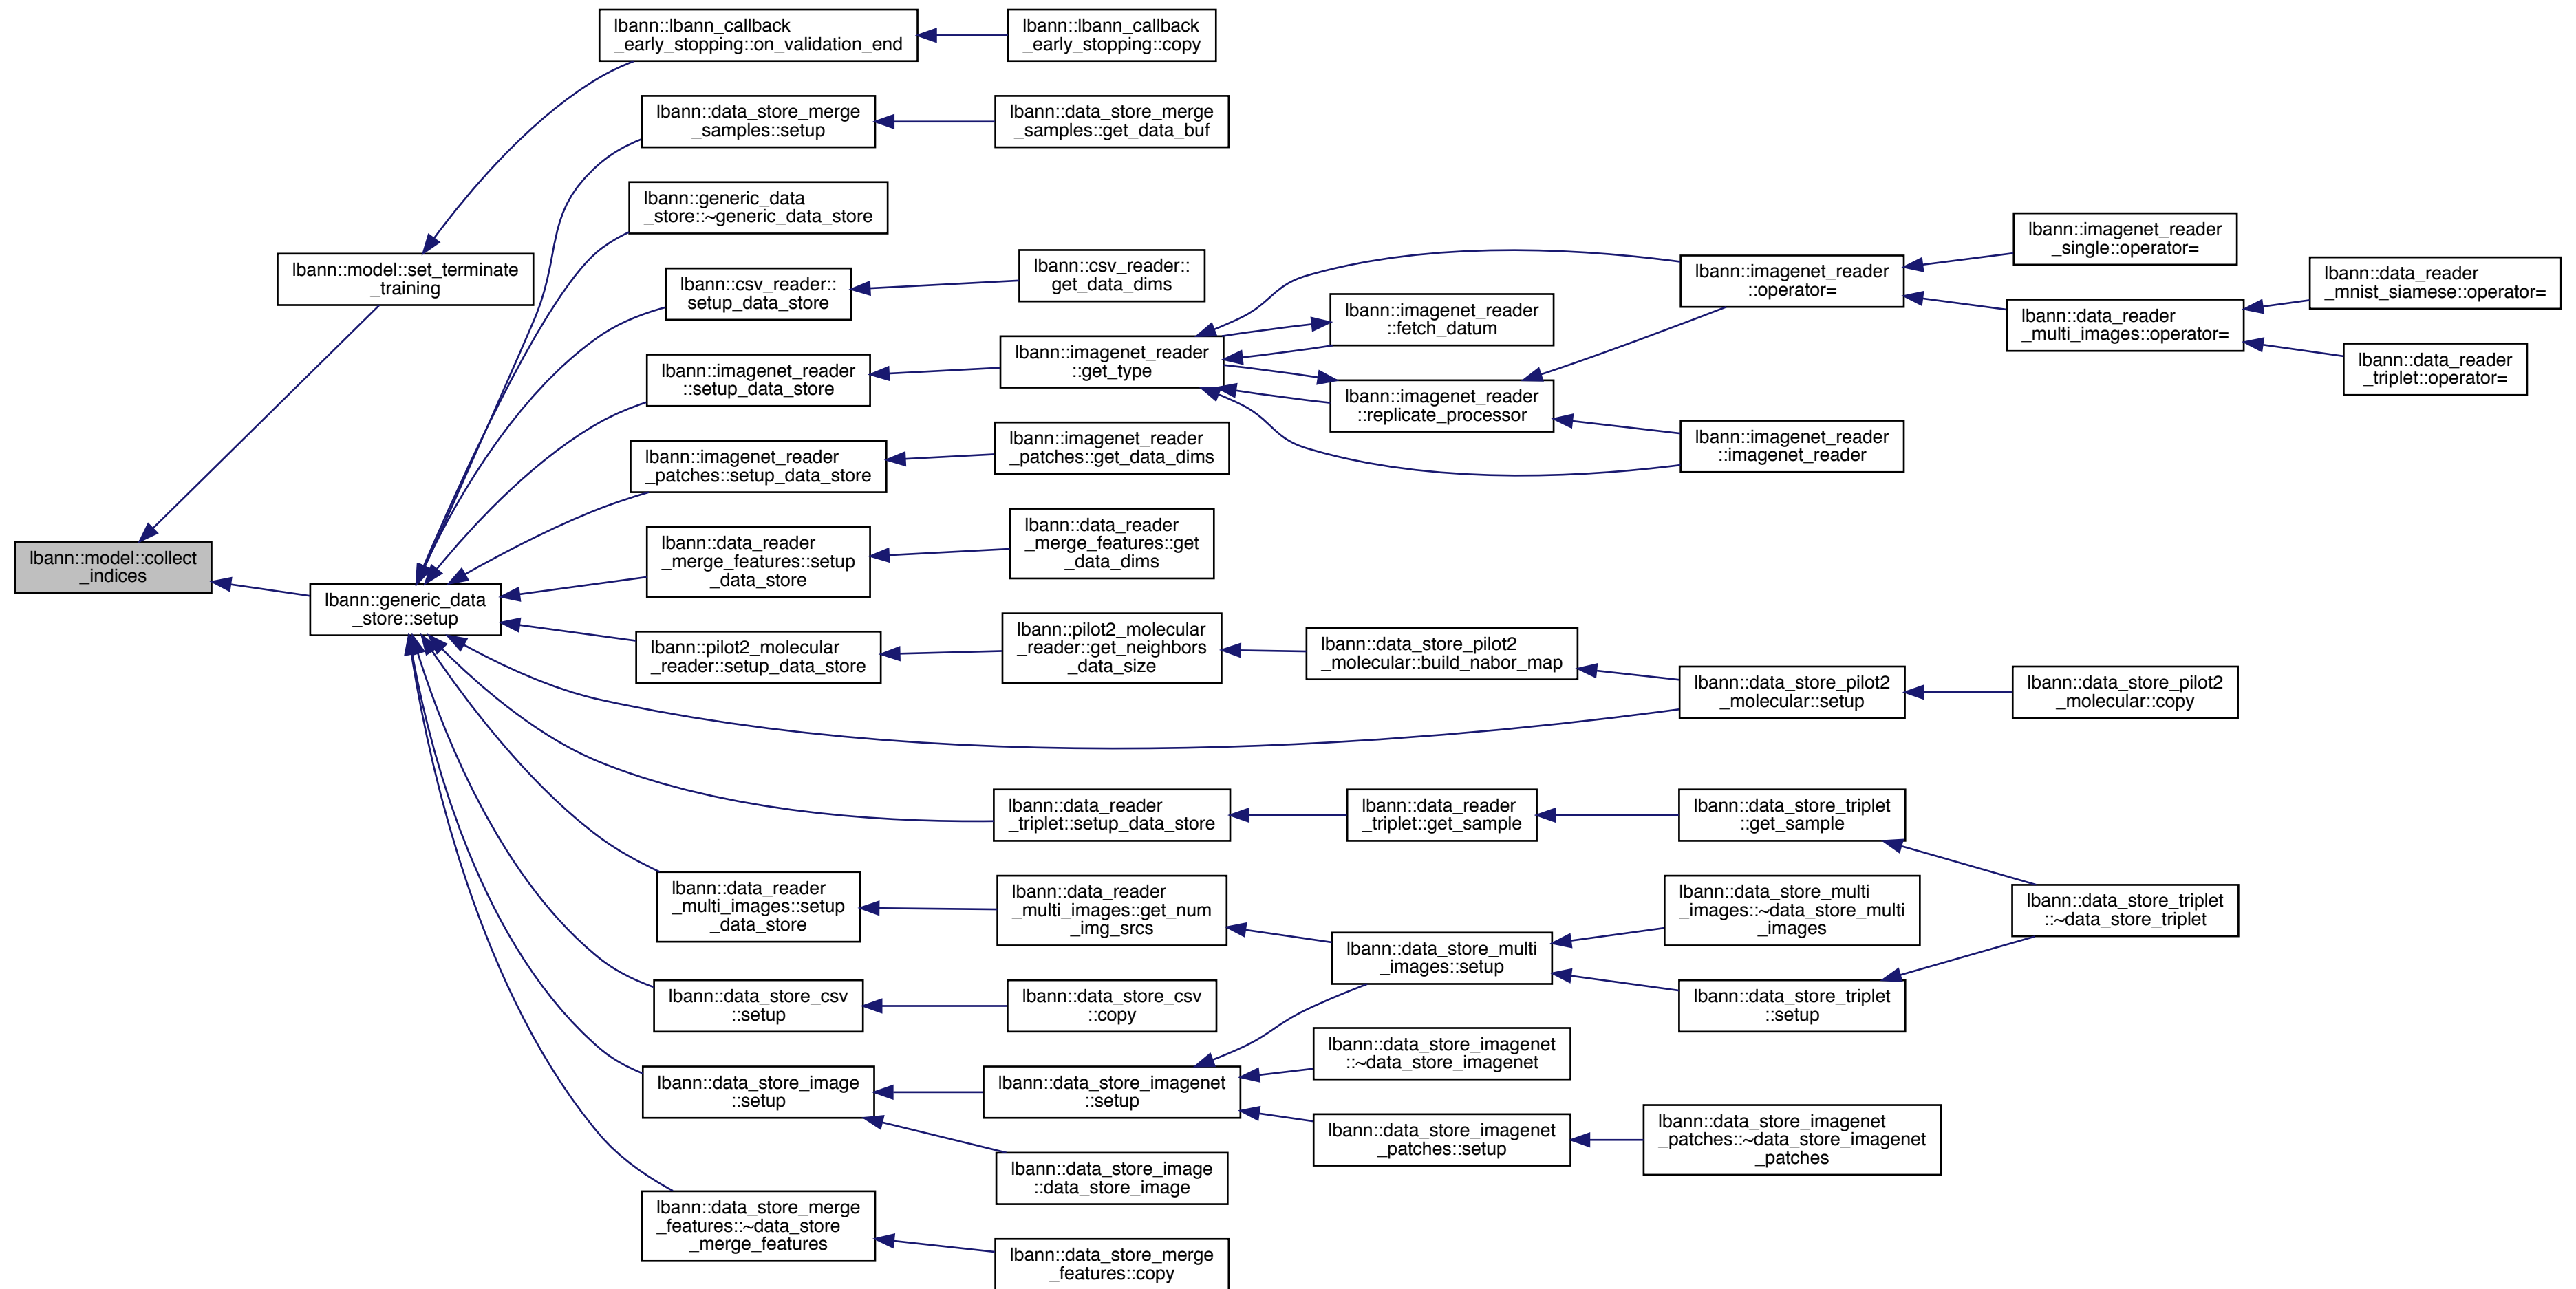 lbann::lbann_callback
_early_stopping::on_validation_end
lbann::lbann_callback
_early_stopping::copy
lbann::data_store_merge
_samples::setup
lbann::data_store_merge
_samples::get_data_buf
lbann::generic_data
_store::~generic_data_store
lbann::model::set_terminate
_training
lbann::csv_reader::
setup_data_store
lbann::csv_reader::
get_data_dims
lbann::imagenet_reader
::operator=
lbann::imagenet_reader
_single::operator=
lbann::data_reader
_mnist_siamese::operator=
lbann::imagenet_reader
::fetch_datum
lbann::data_reader
_multi_images::operator=
lbann::imagenet_reader
::setup_data_store
lbann::imagenet_reader
::get_type
lbann::data_reader
_triplet::operator=
lbann::imagenet_reader
::replicate_processor
lbann::imagenet_reader
_patches::setup_data_store
lbann::imagenet_reader
_patches::get_data_dims
lbann::imagenet_reader
::imagenet_reader
lbann::model::collect
_indices
lbann::data_reader
_merge_features::setup
_data_store
lbann::data_reader
_merge_features::get
_data_dims
lbann::generic_data
_store::setup
lbann::pilot2_molecular
_reader::setup_data_store
lbann::pilot2_molecular
_reader::get_neighbors
_data_size
lbann::data_store_pilot2
_molecular::build_nabor_map
lbann::data_store_pilot2
_molecular::setup
lbann::data_store_pilot2
_molecular::copy
lbann::data_reader
_triplet::setup_data_store
lbann::data_reader
_triplet::get_sample
lbann::data_store_triplet
::get_sample
lbann::data_reader
_multi_images::setup
_data_store
lbann::data_reader
_multi_images::get_num
_img_srcs
lbann::data_store_multi
_images::setup
lbann::data_store_multi
_images::~data_store_multi
_images
lbann::data_store_triplet
::~data_store_triplet
lbann::data_store_triplet
::setup
lbann::data_store_csv
::setup
lbann::data_store_csv
::copy
lbann::data_store_image
::setup
lbann::data_store_imagenet
::setup
lbann::data_store_imagenet
::~data_store_imagenet
lbann::data_store_imagenet
_patches::setup
lbann::data_store_imagenet
_patches::~data_store_imagenet
_patches
lbann::data_store_image
::data_store_image
lbann::data_store_merge
_features::~data_store
_merge_features
lbann::data_store_merge
_features::copy